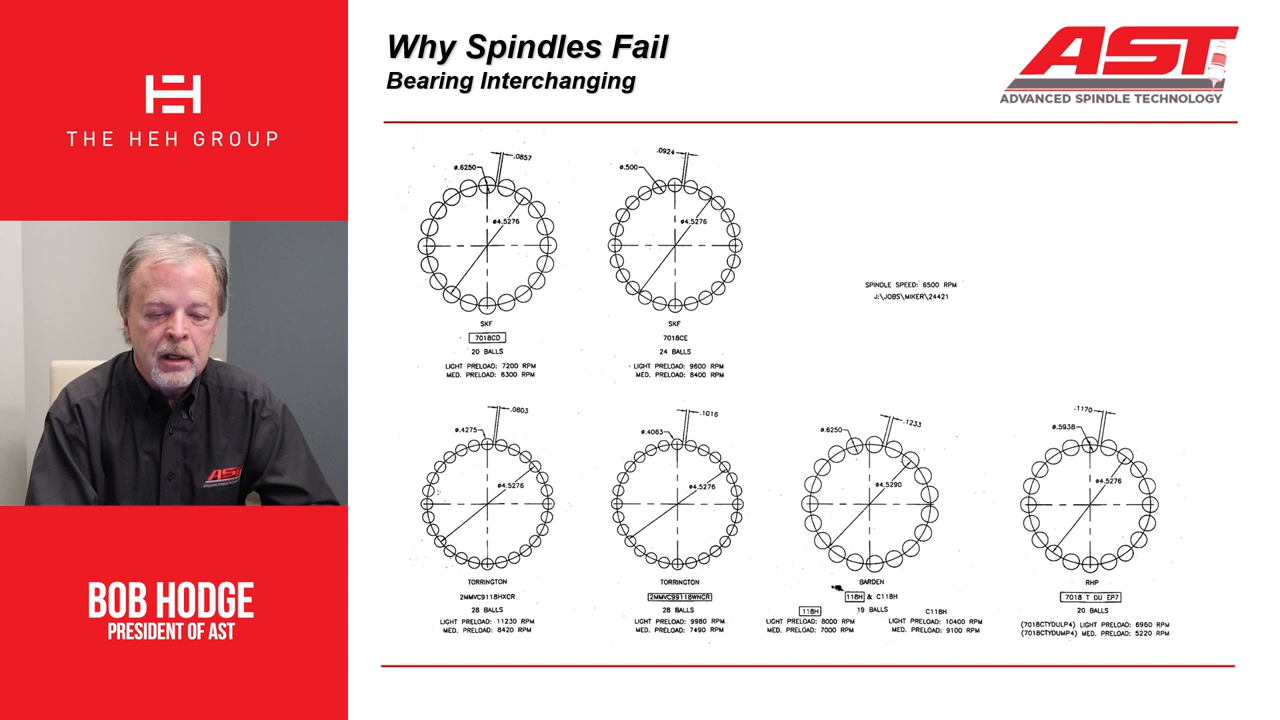 THE HEH GROUP
AST
BOB HODGE
PRESIDENT OF AST
Why Spindles Fail
Bearing Interchanging
AST
ADVANCED SPINDLE TECHNOLOGY
ø.6250
.0857
ø4.5276
SKF
7018CD
20 BALLS
LIGHT PRELOAD: 7200 RPM
MED. PRELOAD: 6300 RPM
ø.500
.0924
ø4.5276
SKF
7018CE
24 BALLS
LIGHT PRELOAD: 9600 RPM
MED. PRELOAD: 8400 RPM
SPINDLE SPEED: 6500 RPM
J:\JOBS\MIKER\24421
ø.4275
.0803
ø4.5276
TORRINGTON
2MMVC9118HXCR
28 BALLS
LIGHT PRELOAD: 11230 RPM
MED. PRELOAD: 8420 RPM
ø.4063
.1016
ø4.5276
TORRINGTON
2MMVC99118WNCR
28 BALLS
LIGHT PRELOAD: 9980 RPM
MED. PRELOAD: 7490 RPM
ø.6250
.1233
ø4.5290
BARDEN
118H & C118H
19 BALLS
118H
LIGHT PRELOAD: 8000 RPM
MED. PRELOAD: 7000 RPM
C118H
LIGHT PRELOAD: 10400 RPM
MED. PRELOAD: 9100 RPM
ø.5938
.1170
ø4.5276
RHP
7018 T DU EP7
20 BALLS
(7018CTYDULP4) LIGHT PRELOAD: 6960 RPM
(7018CTYDUMP4) MED. PRELOAD: 5220 RPM